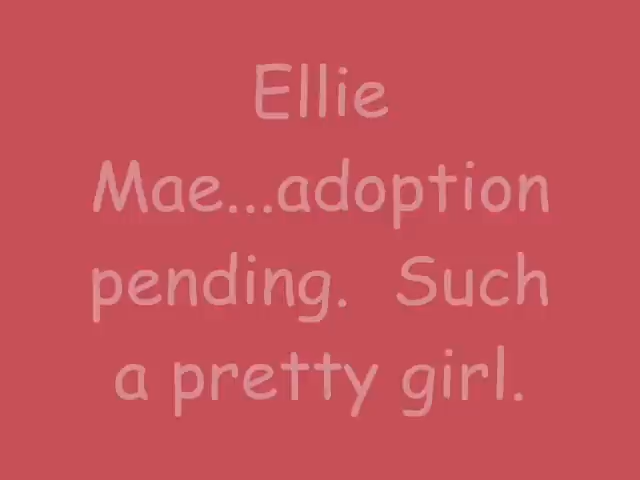 Ellie
Mae...adoption
pending.  Such
a pretty girl.